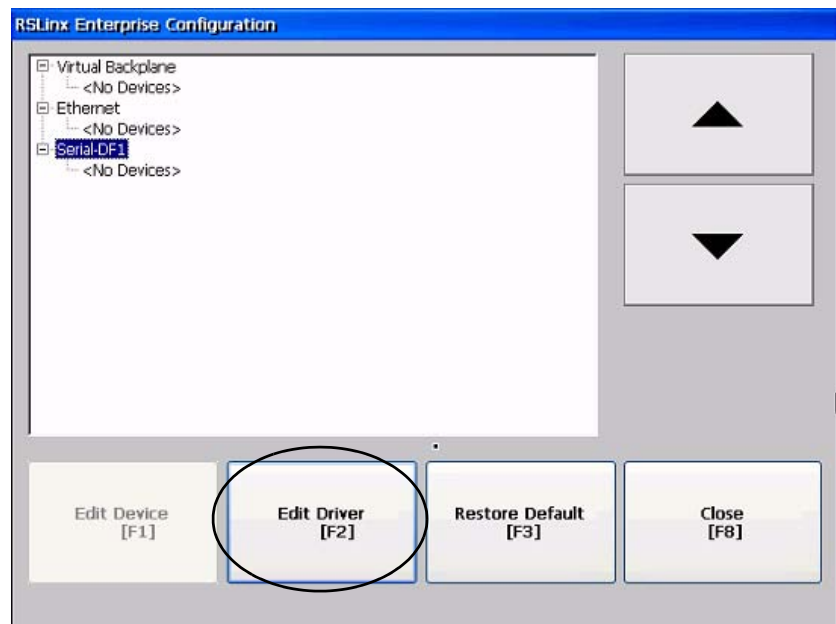 RSLinx Enterprise Configuration
Virtual Backplane
<No Devices>
Ethernet
<No Devices>
Serial-DF1
<No Devices>
Edit Device
[F1]
Edit Driver
[F2]
Restore Default
[F3]
Close
[F8]